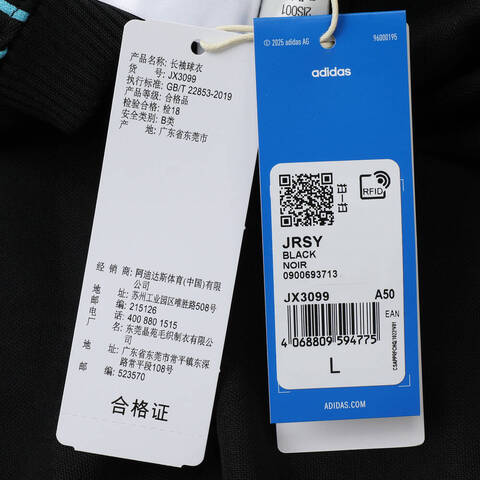 21S001
产品名称: 长袖球衣
货 号: JX3099
执行标准: GB/T 22853-2019
产品等级: 合格品
检验合格: 检18
安全类别: B类
产 地: 广东省东莞市
经 销 商: 阿迪达斯体育(中国)有限
公司
地 址: 苏州工业园区唯胜路508号
邮 编: 215126
电 话: 400 880 1515
厂 名: 东莞晶苑毛织制衣有限公司
地 址: 广东省东莞市常平镇东深
路常平段108号
邮 编: 523570
合格证
© 2025 adidas AG
96000195
adidas
RFID
JRSY
BLACK
NOIR
0900693713
JX3099 A50
EAN
4 068809 594775
L
ADIDAS.COM